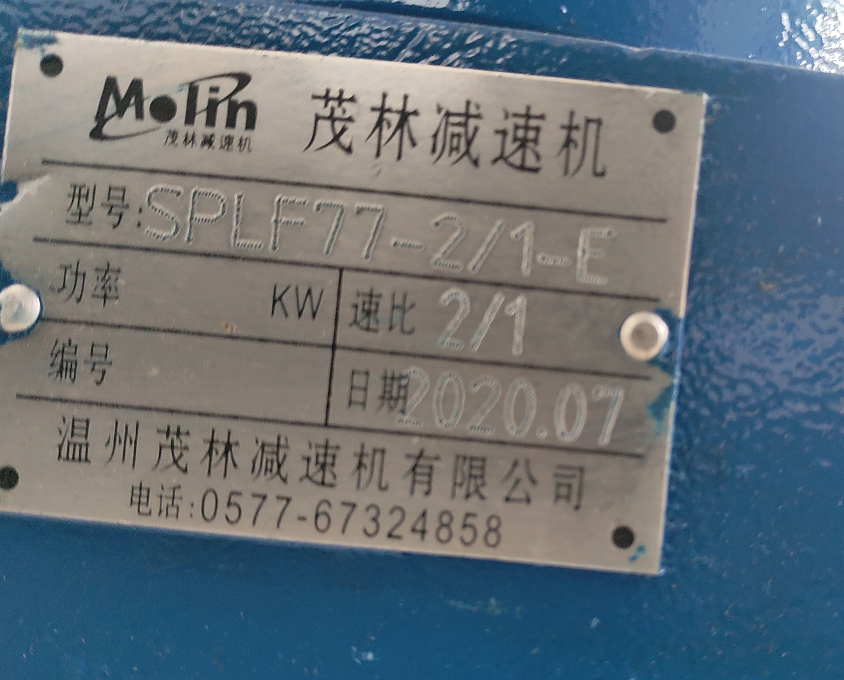 Molin 茂林减速机
茂林减速机
型号:SPLF77-2/1-E
功率 KW 速比 2/1
编号 日期 2020.07
温州茂林减速机有限公司
电话:0577-67324858